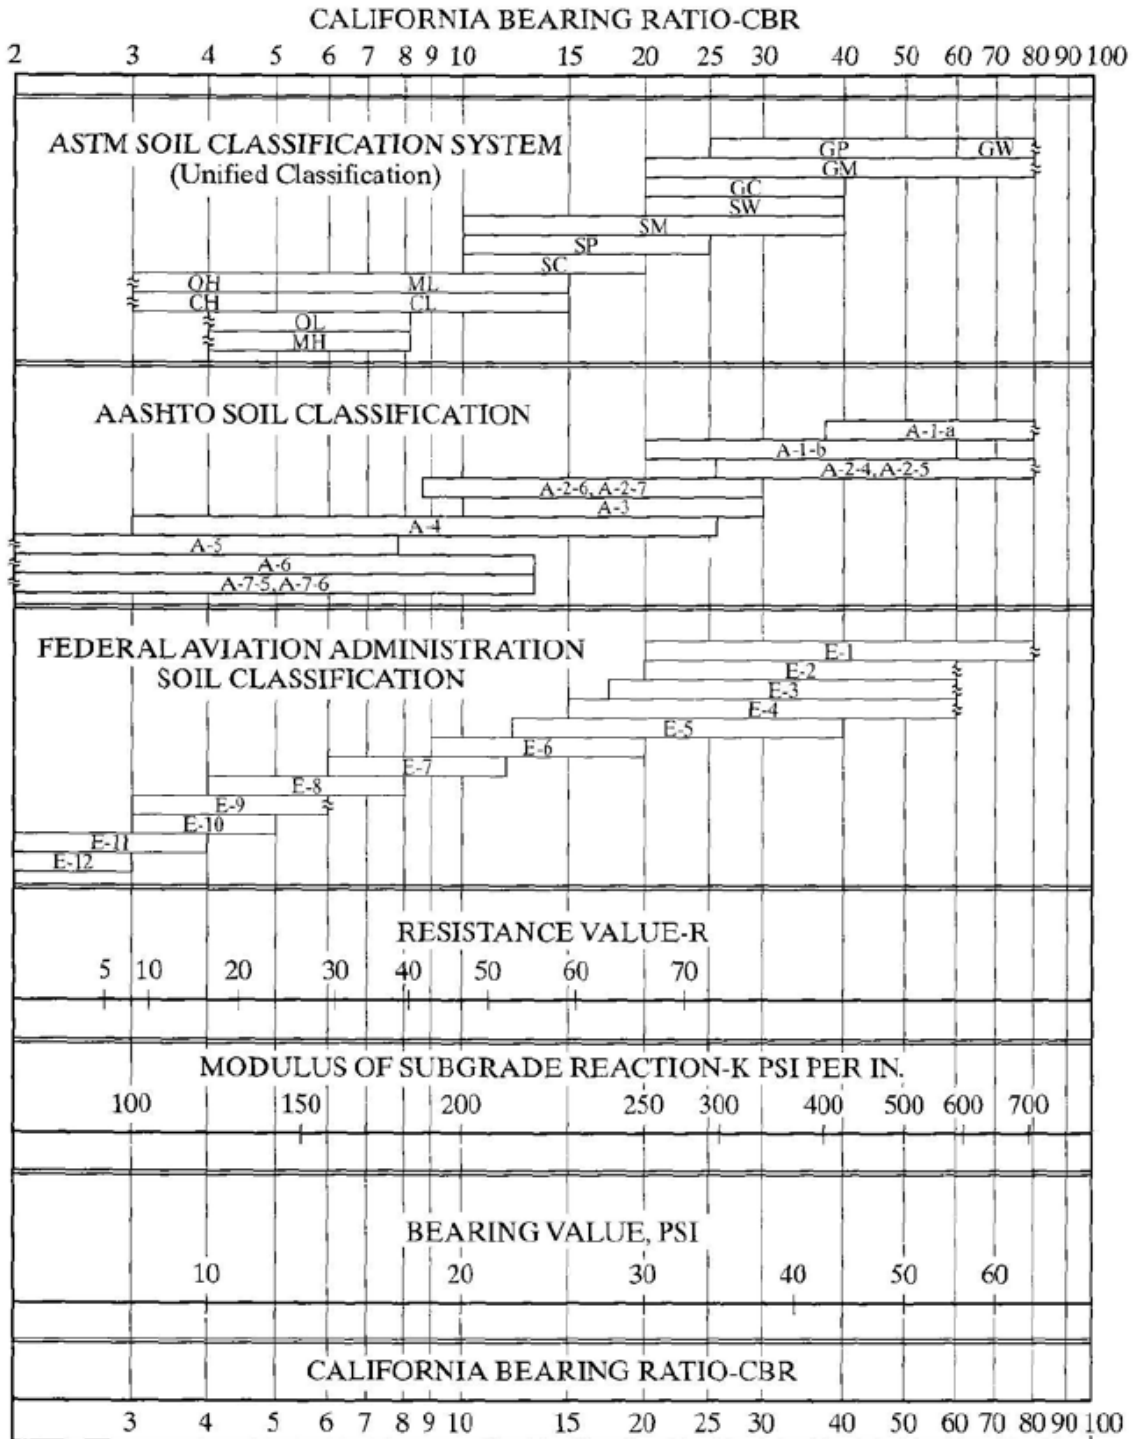 CALIFORNIA BEARING RATIO-CBR
2 3 4 5 6 7 8 9 10 15 20 25 30 40 50 60 70 80 90 100
ASTM SOIL CLASSIFICATION SYSTEM
(Unified Classification)
GP GW
GM
GC
SW
SM
SP
SC
OH ML
CH CL
OL
MH
AASHTO SOIL CLASSIFICATION
A-1-a
A-1-b
A-2-4, A-2-5
A-2-6, A-2-7
A-3
A-4
A-5
A-6
A-7-5, A-7-6
FEDERAL AVIATION ADMINISTRATION
SOIL CLASSIFICATION
E-1
E-2
E-3
E-4
E-5
E-6
E-7
E-8
E-9
E-10
E-11
E-12
RESISTANCE VALUE-R
5 10 20 30 40 50 60 70
MODULUS OF SUBGRADE REACTION-K PSI PER IN.
100 150 200 250 300 400 500 600 700
BEARING VALUE, PSI
10 20 30 40 50 60
CALIFORNIA BEARING RATIO-CBR
3 4 5 6 7 8 9 10 15 20 25 30 40 50 60 70 80 90 100